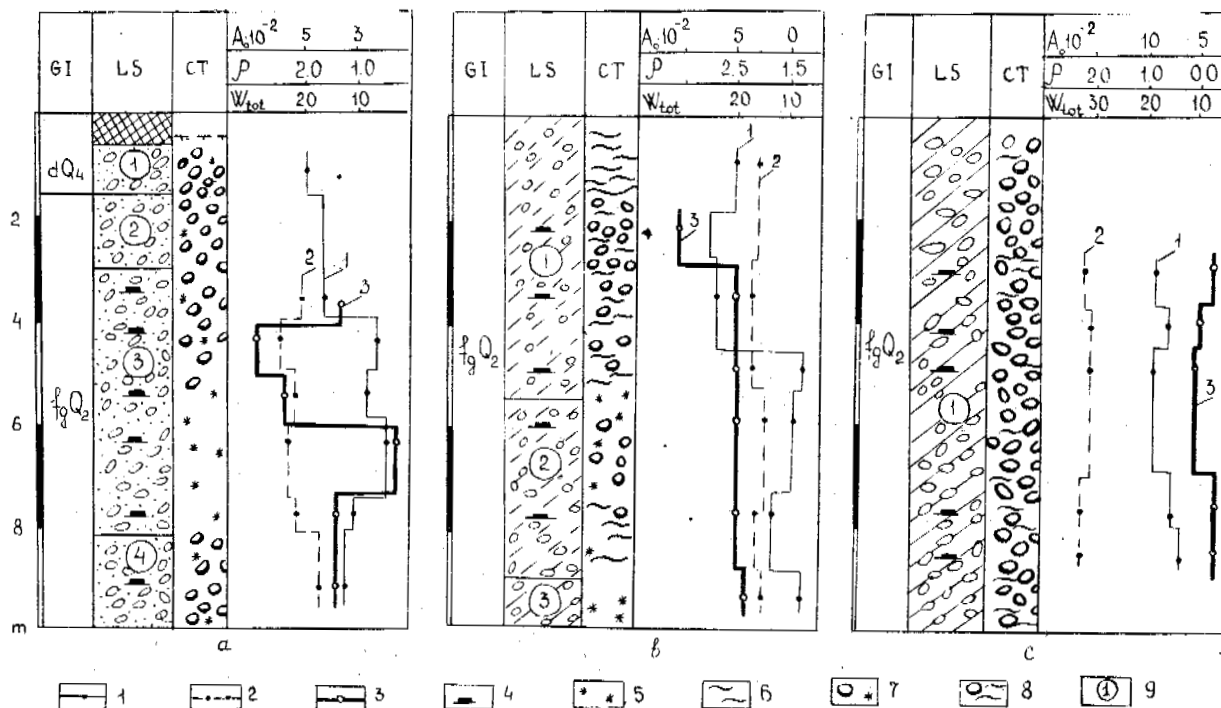 GI LS CT
A₀·10⁻² 5 3
ρ 2.0 1.0
W_tot 20 10
dQ₄
fgQ₂
1
2
3
4
2
1
3
2
4
6
8
m
a
GI LS CT
A₀·10⁻² 5 0
ρ 2.5 1.5
W_tot 20 10
fgQ₂
1
2
3
1
2
3
б
GI LS CT
A₀·10⁻² 10 5
ρ 2.0 1.0 0.0
W_tot 30 20 10
fgQ₂
1
2
1
3
c
1 2 3 4 5 6 7 8 1 9